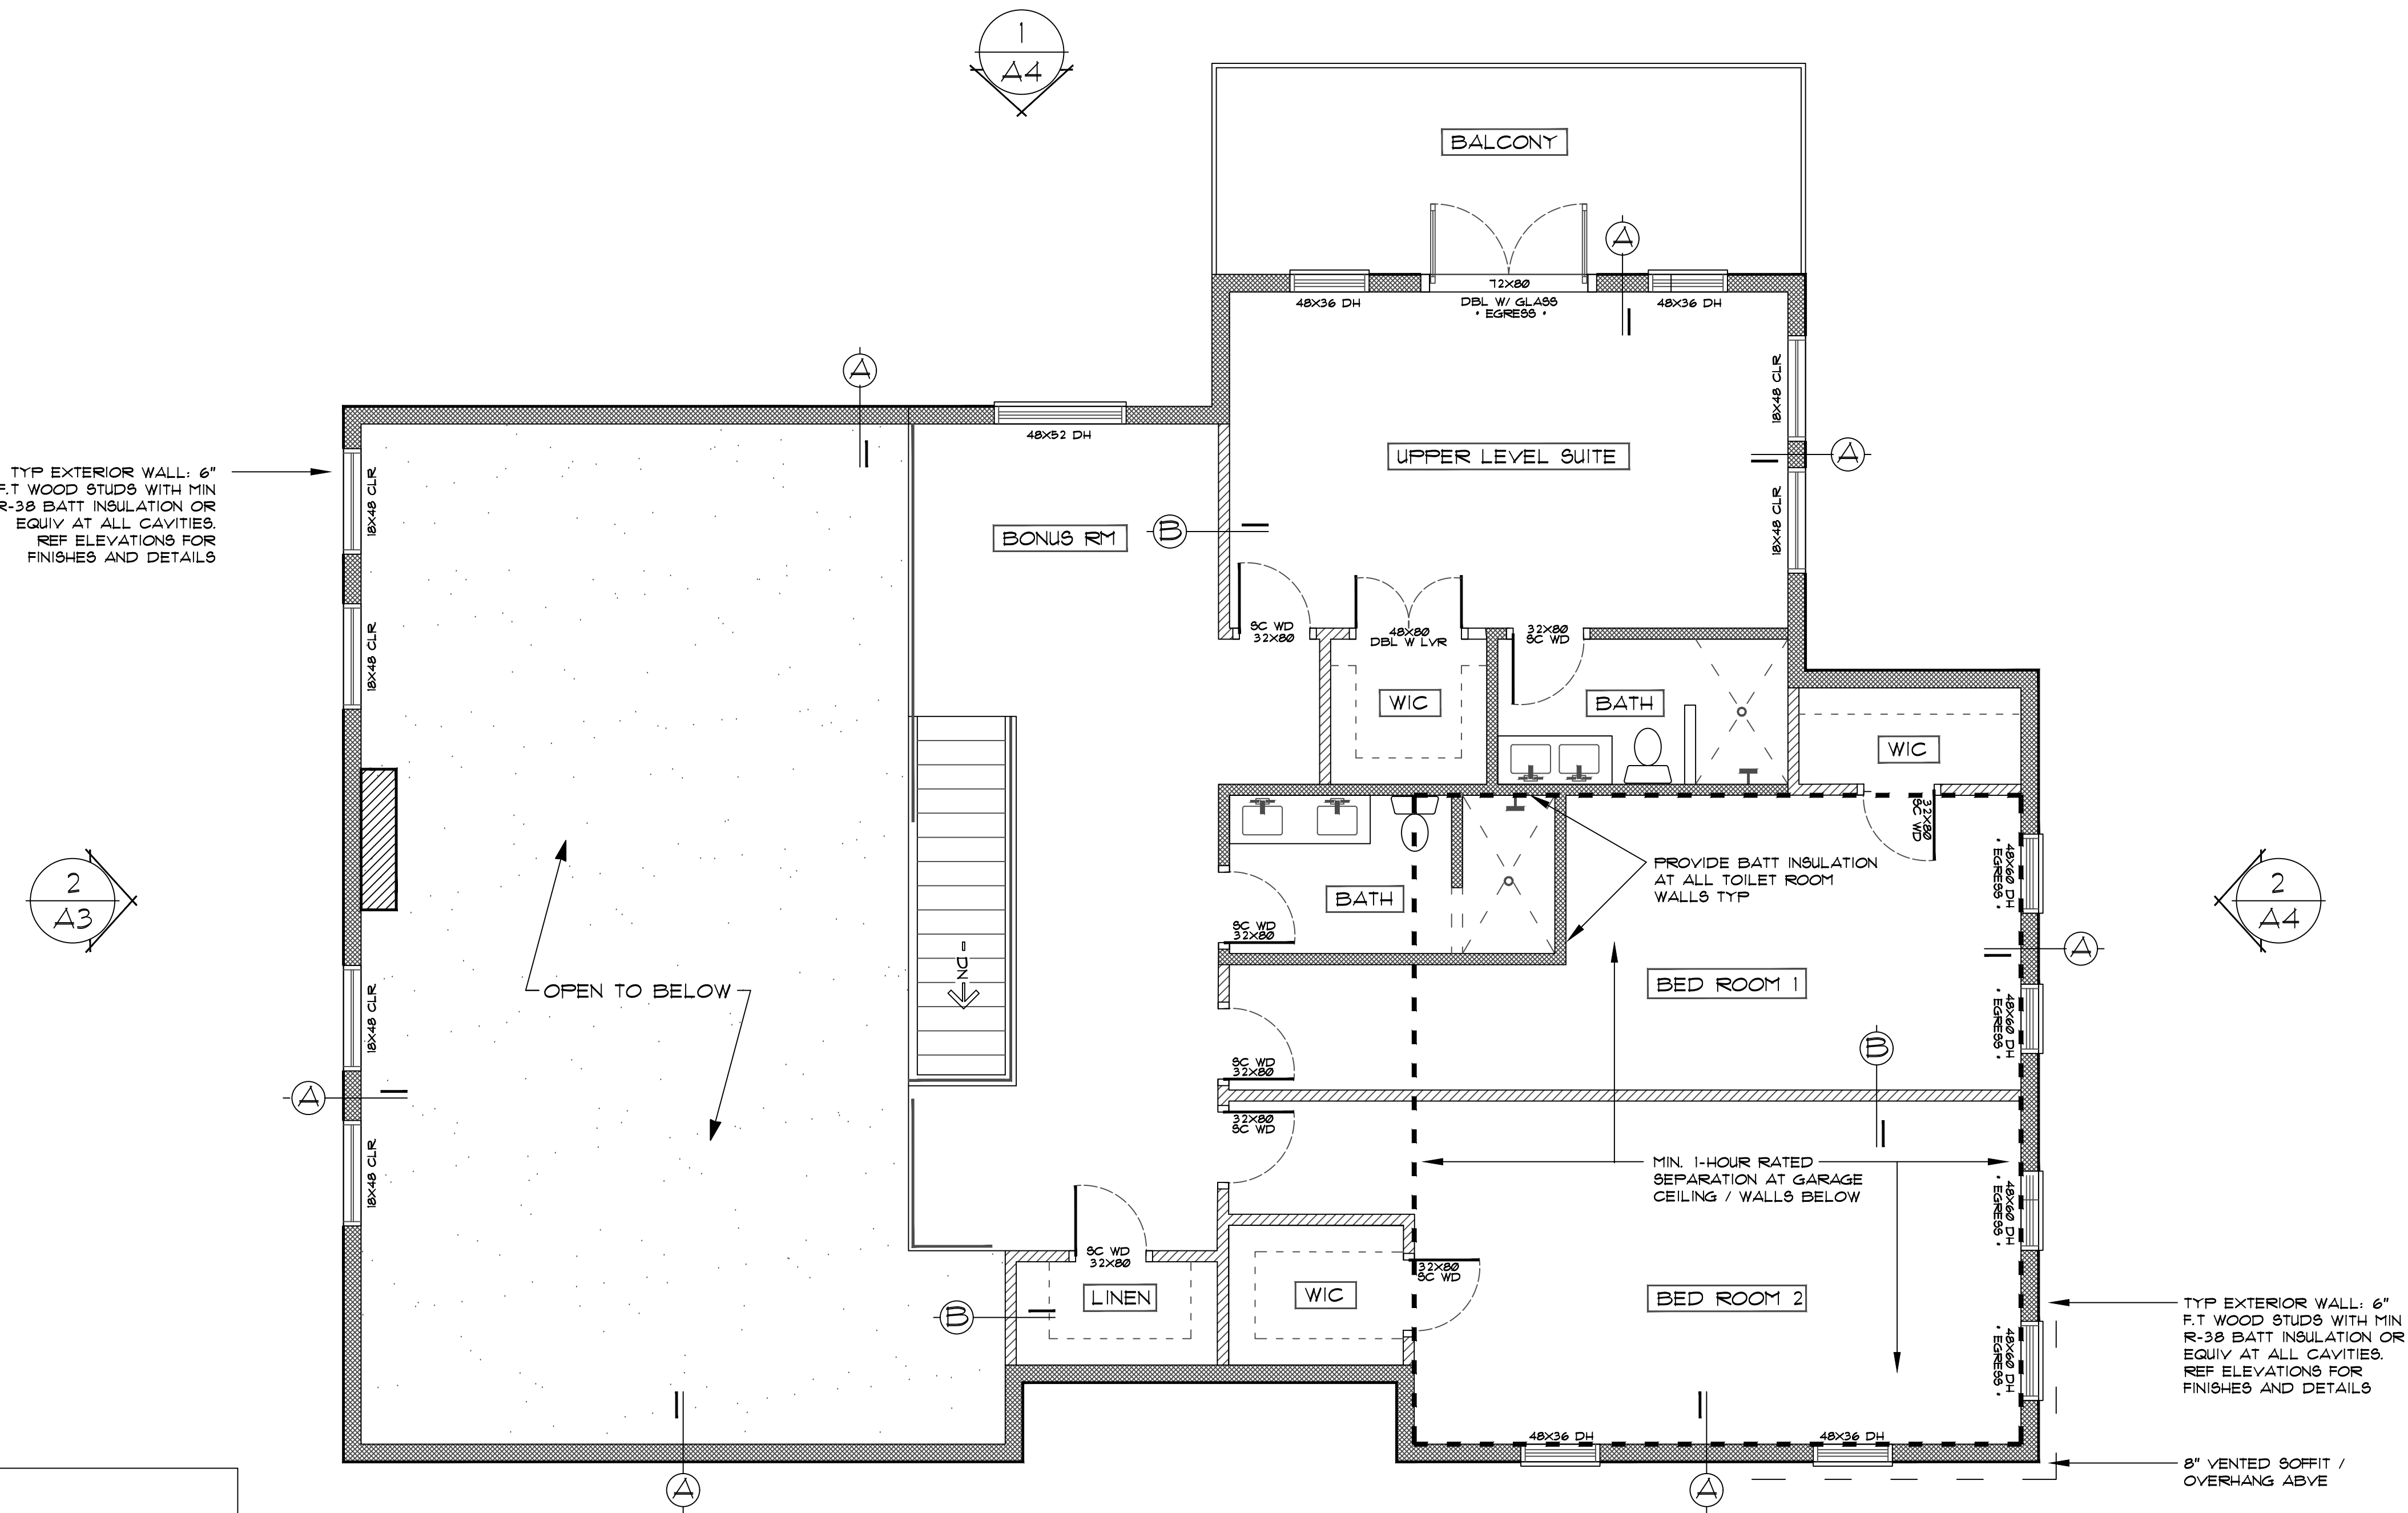 1
A4
BALCONY
A
72X80
DBL W/ GLASS
• EGRESS •
48X36 DH
48X36 DH
A
18X48 CLR
A
48X52 DH
TYP EXTERIOR WALL: 6"
F.T WOOD STUDS WITH MIN
R-38 BATT INSULATION OR
EQUIV AT ALL CAVITIES.
REF ELEVATIONS FOR
FINISHES AND DETAILS
18X48 CLR
UPPER LEVEL SUITE
18X48 CLR
BONUS RM
B
SC WD
32X80
48X80
DBL W LVR
32X80
SC WD
18X48 CLR
WIC
BATH
WIC
32X80
SC WD
2
A3
PROVIDE BATT INSULATION
AT ALL TOILET ROOM
WALLS TYP
48X60 DH
• EGRESS •
2
A4
BATH
SC WD
32X80
A
DN
OPEN TO BELOW
BED ROOM 1
18X48 CLR
48X60 DH
• EGRESS •
B
SC WD
32X80
A
32X80
SC WD
MIN. 1-HOUR RATED
SEPARATION AT GARAGE
CEILING / WALLS BELOW
18X48 CLR
48X60 DH
• EGRESS •
SC WD
32X80
32X80
SC WD
LINEN
WIC
BED ROOM 2
B
TYP EXTERIOR WALL: 6"
F.T WOOD STUDS WITH MIN
R-38 BATT INSULATION OR
EQUIV AT ALL CAVITIES.
REF ELEVATIONS FOR
FINISHES AND DETAILS
48X60 DH
• EGRESS •
48X36 DH
48X36 DH
8" VENTED SOFFIT /
OVERHANG ABVE
A
A